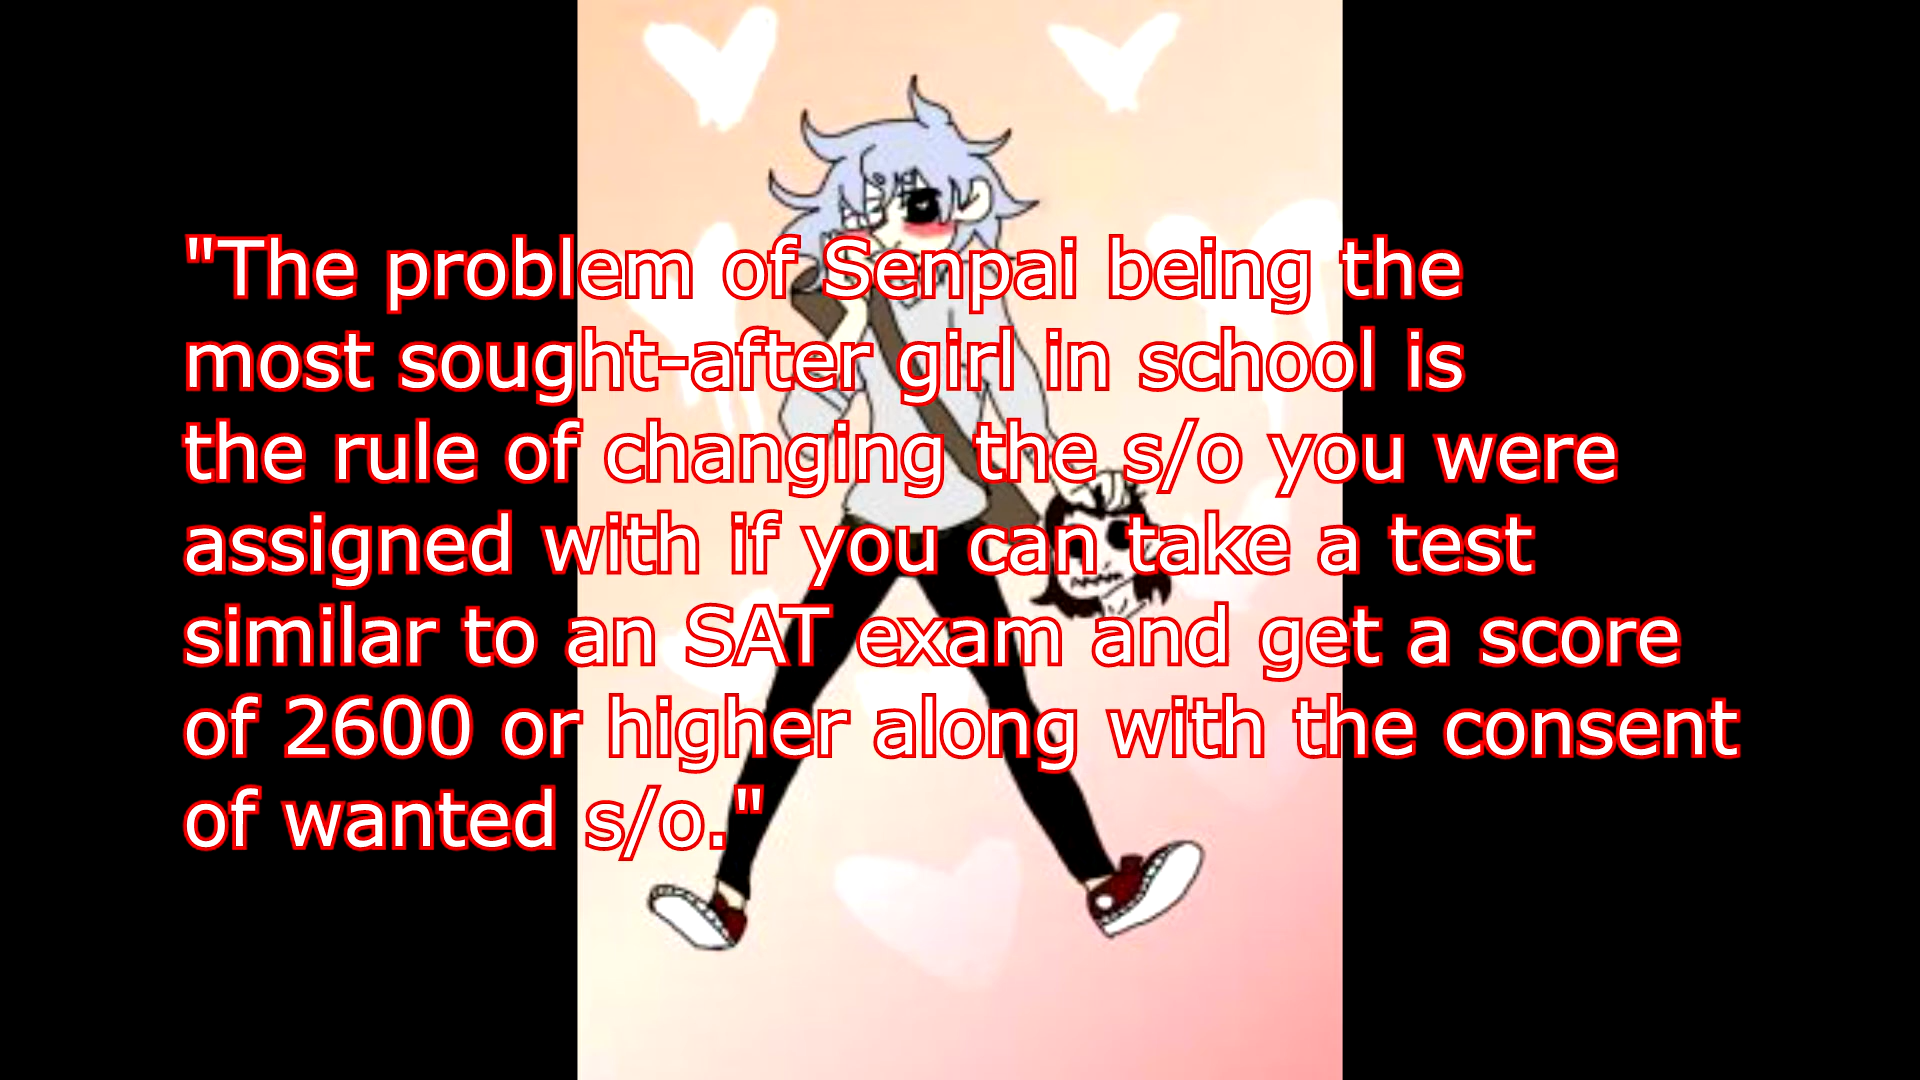 "The problem of Senpai being the
most sought-after girl in school is
the rule of changing the s/o you were
assigned with if you can take a test
similar to an SAT exam and get a score
of 2600 or higher along with the consent
of wanted s/o."